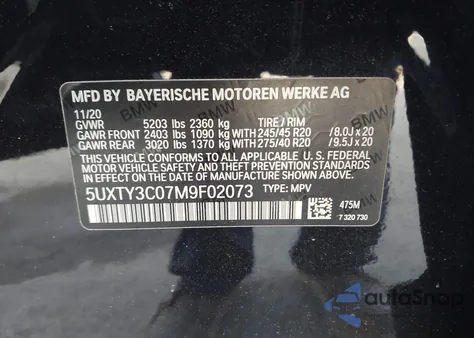 MFD BY BAYERISCHE MOTOREN WERKE AG
11/20
GVWR 5203 lbs 2360 kg TIRE / RIM
GAWR FRONT 2403 lbs 1090 kg WITH 245/45 R20 /8.0J x 20
GAWR REAR 3020 lbs 1370 kg WITH 275/40 R20 /9.5J x 20
THIS VEHICLE CONFORMS TO ALL APPLICABLE U. S. FEDERAL
MOTOR VEHICLE SAFETY, BUMPER, AND THEFT PREVENTION
STANDARDS IN EFFECT ON THE DATE OF MANUFACTURE SHOWN ABOVE.
5UXTY3C07M9F02073 TYPE: MPV
475M
7 320 730
autoSnap